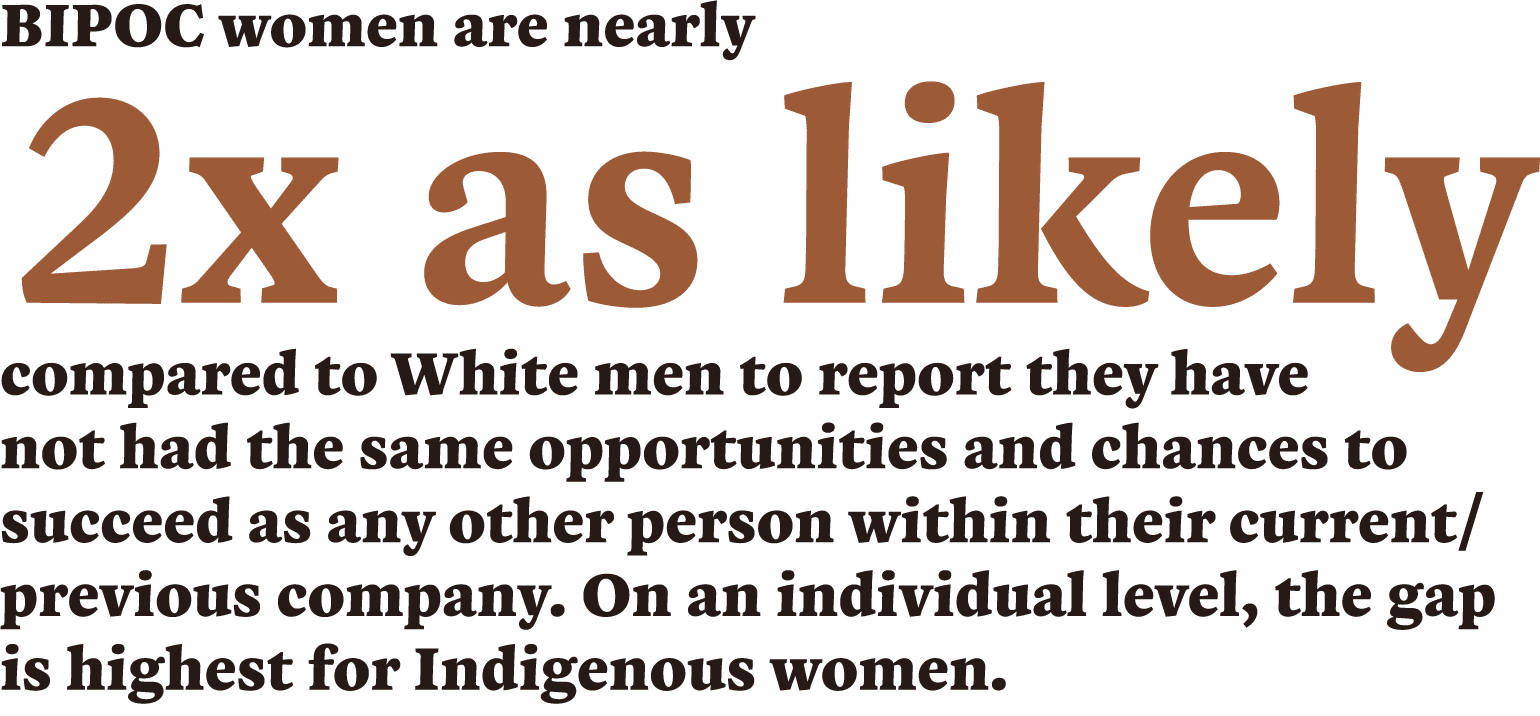 BIPOC women are nearly
2x as likely
compared to White men to report they have
not had the same opportunities and chances to
succeed as any other person within their current/
previous company. On an individual level, the gap
is highest for Indigenous women.